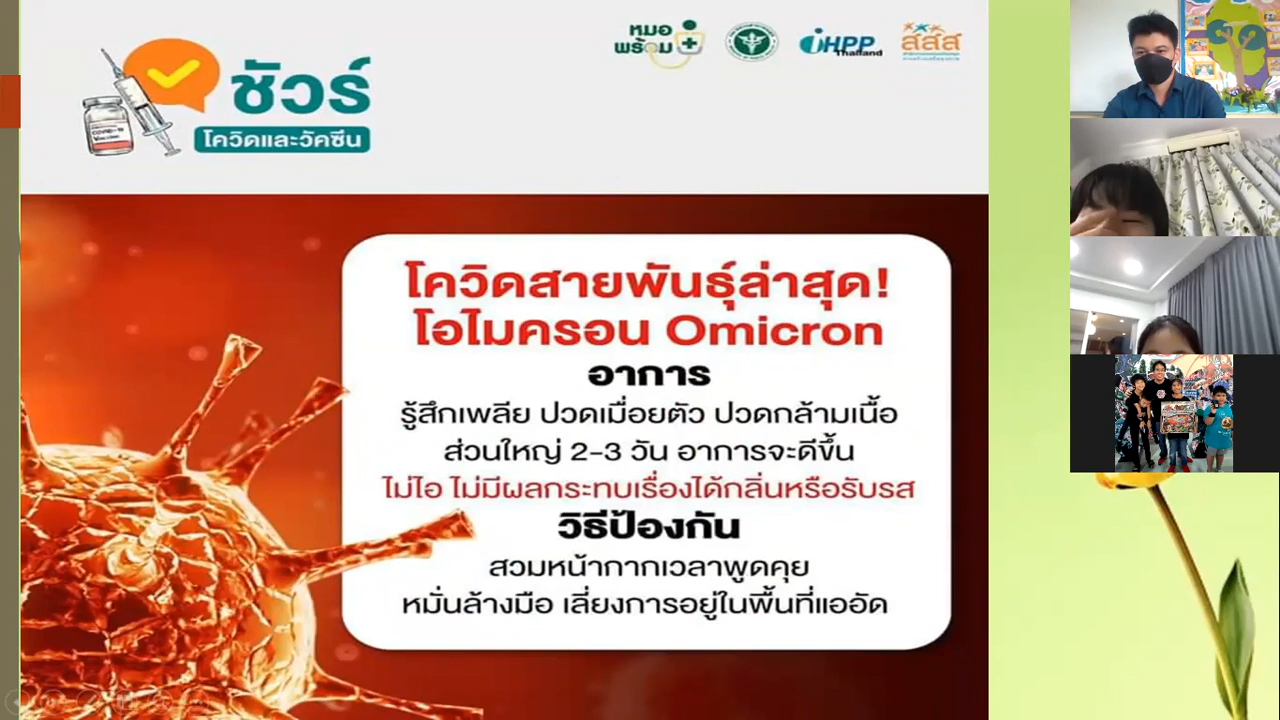 ชัวร์
โควิดและวัคซีน
COVID-19
Vaccine
หมอ
พร้อม
iHPP
Thailand
สสส
โควิดสายพันธุ์ล่าสุด!
โอไมครอน Omicron
อาการ
รู้สึกเพลีย ปวดเมื่อยตัว ปวดกล้ามเนื้อ
ส่วนใหญ่ 2-3 วัน อาการจะดีขึ้น
ไม่ไอ ไม่มีผลกระทบเรื่องได้กลิ่นหรือรับรส
วิธีป้องกัน
สวมหน้ากากเวลาพูดคุย
หมั่นล้างมือ เลี่ยงการอยู่ในพื้นที่แออัด